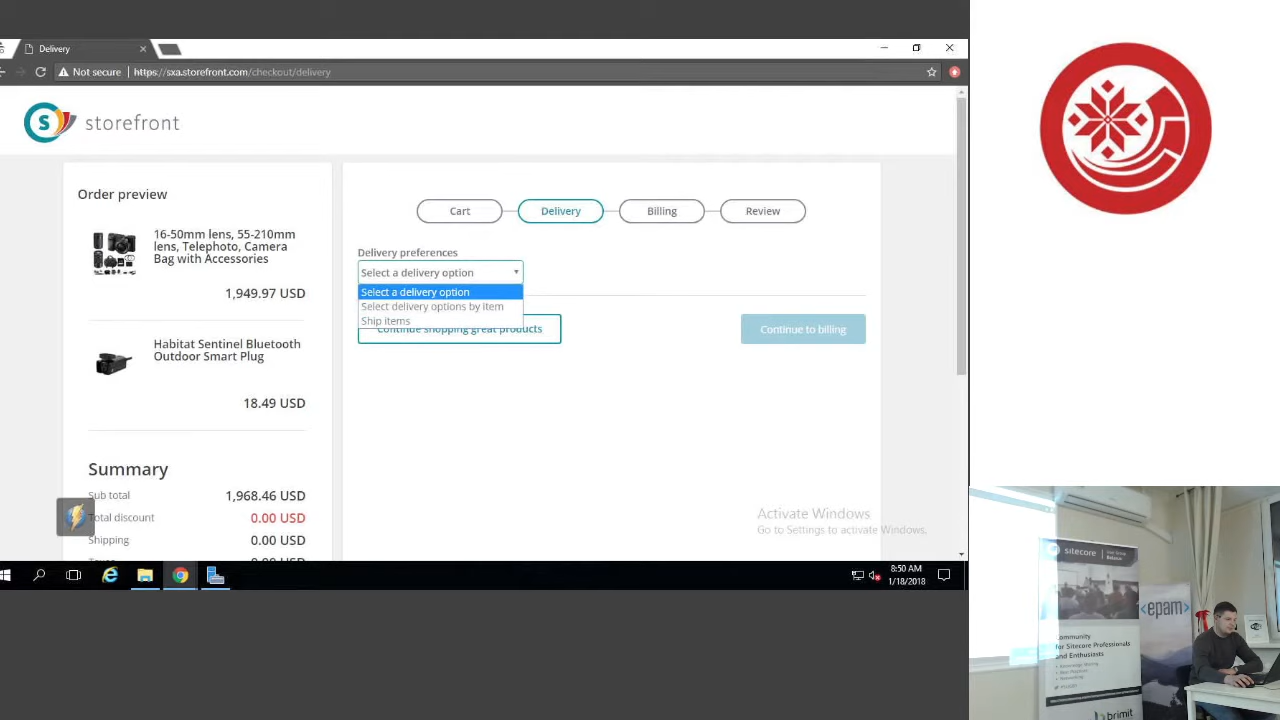 Delivery
Not secure
https://sxa.storefront.com/checkout/delivery
S storefront
Order preview
16-50mm lens, 55-210mm
lens, Telephoto, Camera
Bag with Accessories
1,949.97 USD
Habitat Sentinel Bluetooth
Outdoor Smart Plug
18.49 USD
Summary
Sub total 1,968.46 USD
Total discount 0.00 USD
Shipping 0.00 USD
Cart
Delivery
Billing
Review
Delivery preferences
Select a delivery option
Select a delivery option
Select delivery options by item
Ship items
Continue shopping great products
Continue to billing
Activate Windows
Go to Settings to activate Windows.
8:50 AM
1/18/2018
sitecore
Community
for Sitecore Professionals
and Enthusiasts
<epam>
brimit